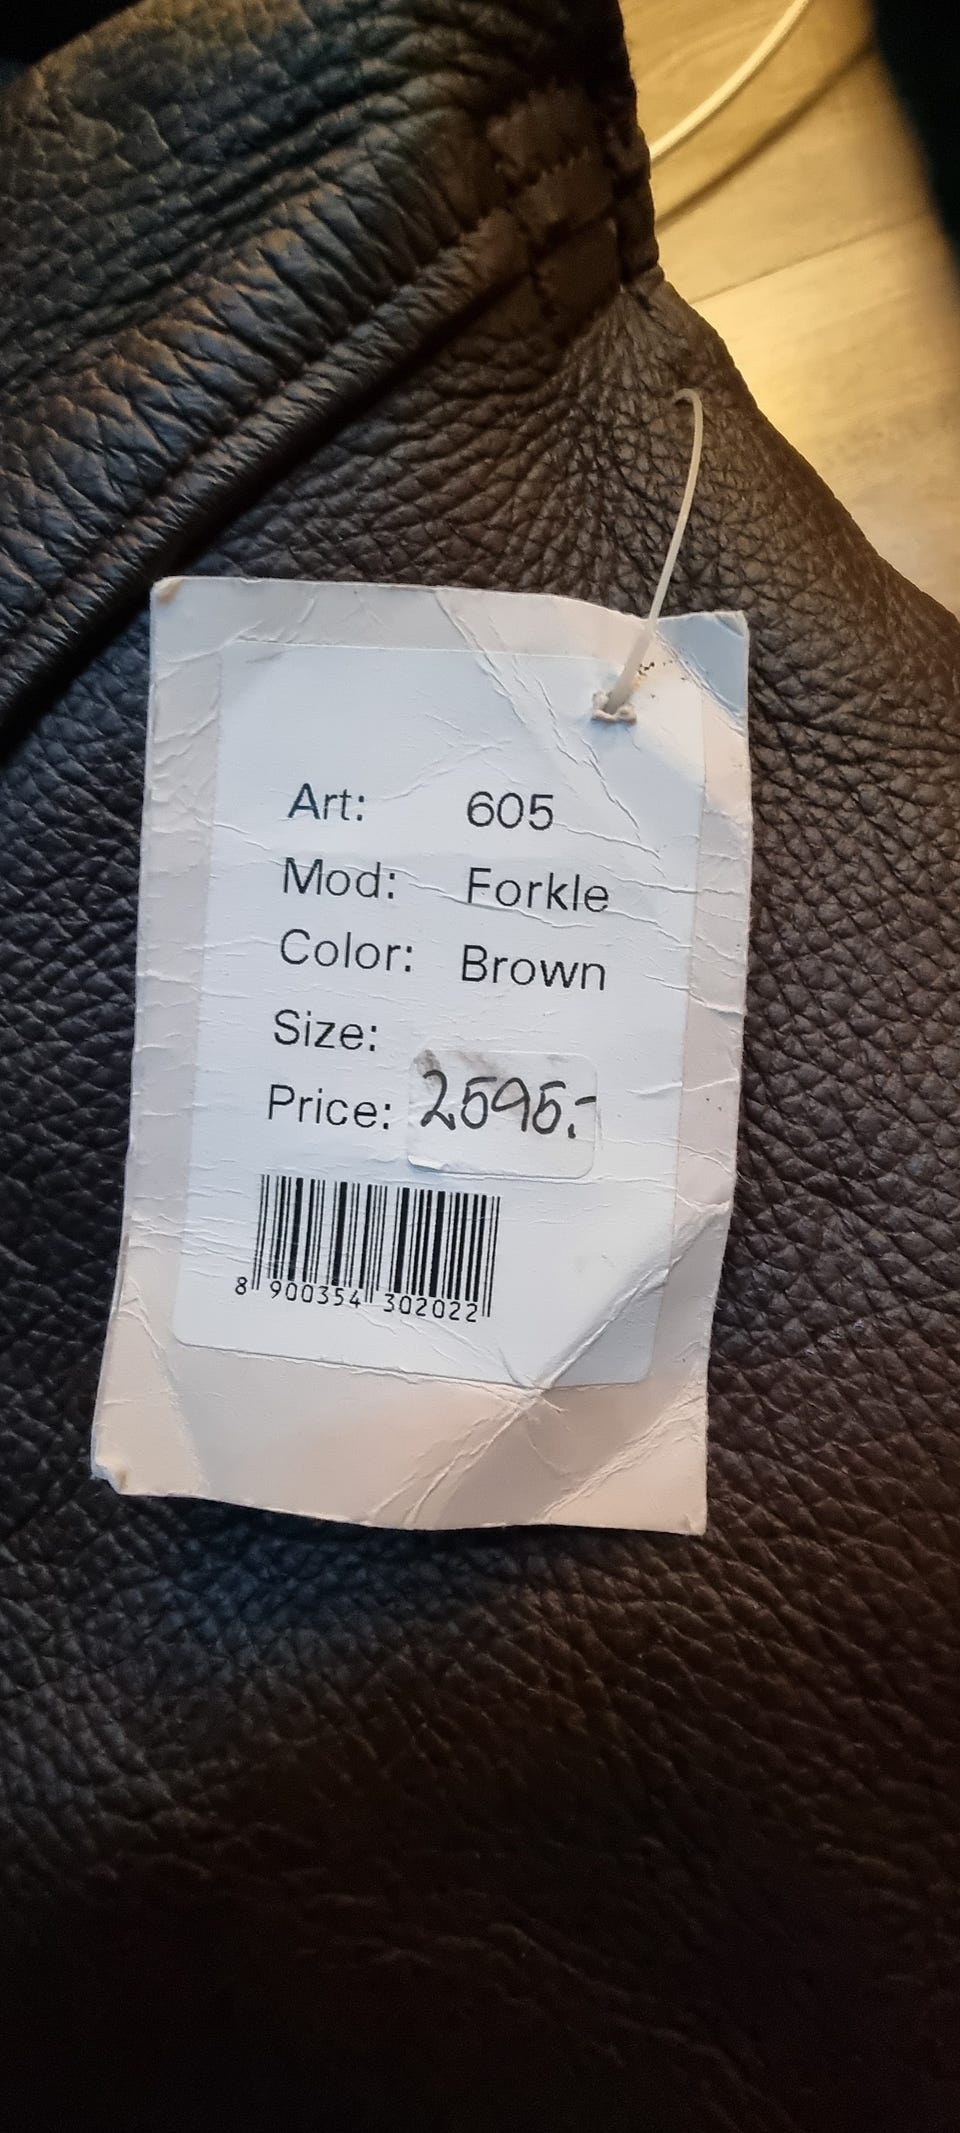 Art: 605
Mod: Forkle
Color: Brown
Size:
Price: 2595:-
8 900354 302022